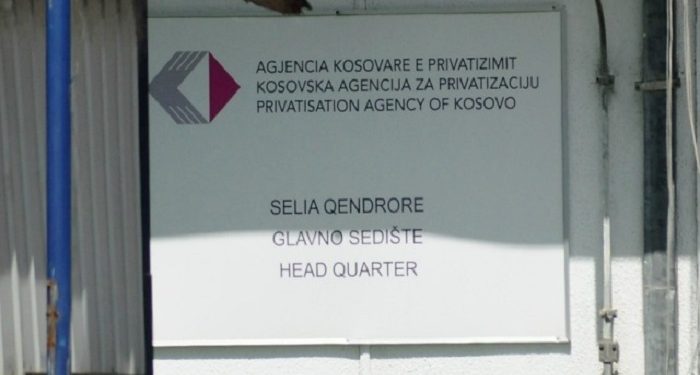 AGJENCIA KOSOVARE E PRIVATIZIMIT
KOSOVSKA AGENCIJA ZA PRIVATIZACIJU
PRIVATISATION AGENCY OF KOSOVO
SELIA QENDRORE
GLAVNO SEDIŠTE
HEAD QUARTER